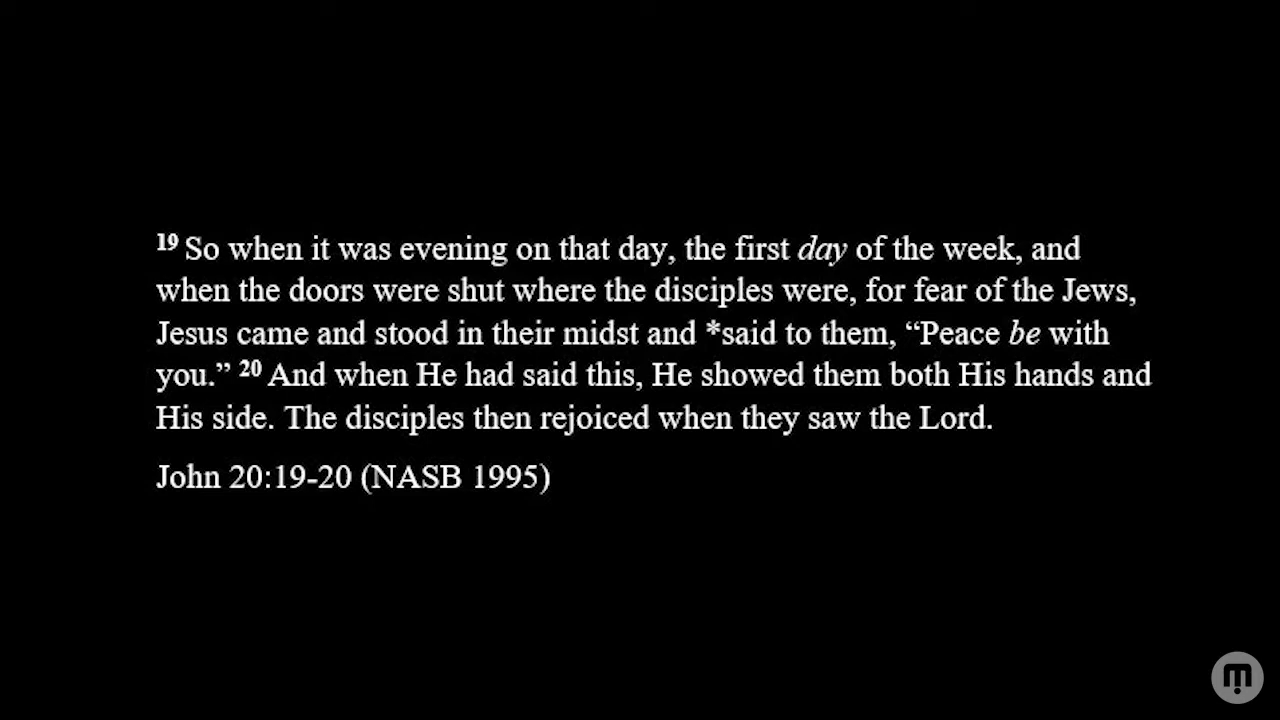 19 So when it was evening on that day, the first day of the week, and
when the doors were shut where the disciples were, for fear of the Jews,
Jesus came and stood in their midst and *said to them, “Peace be with
you.” 20 And when He had said this, He showed them both His hands and
His side. The disciples then rejoiced when they saw the Lord.
John 20:19-20 (NASB 1995)
m